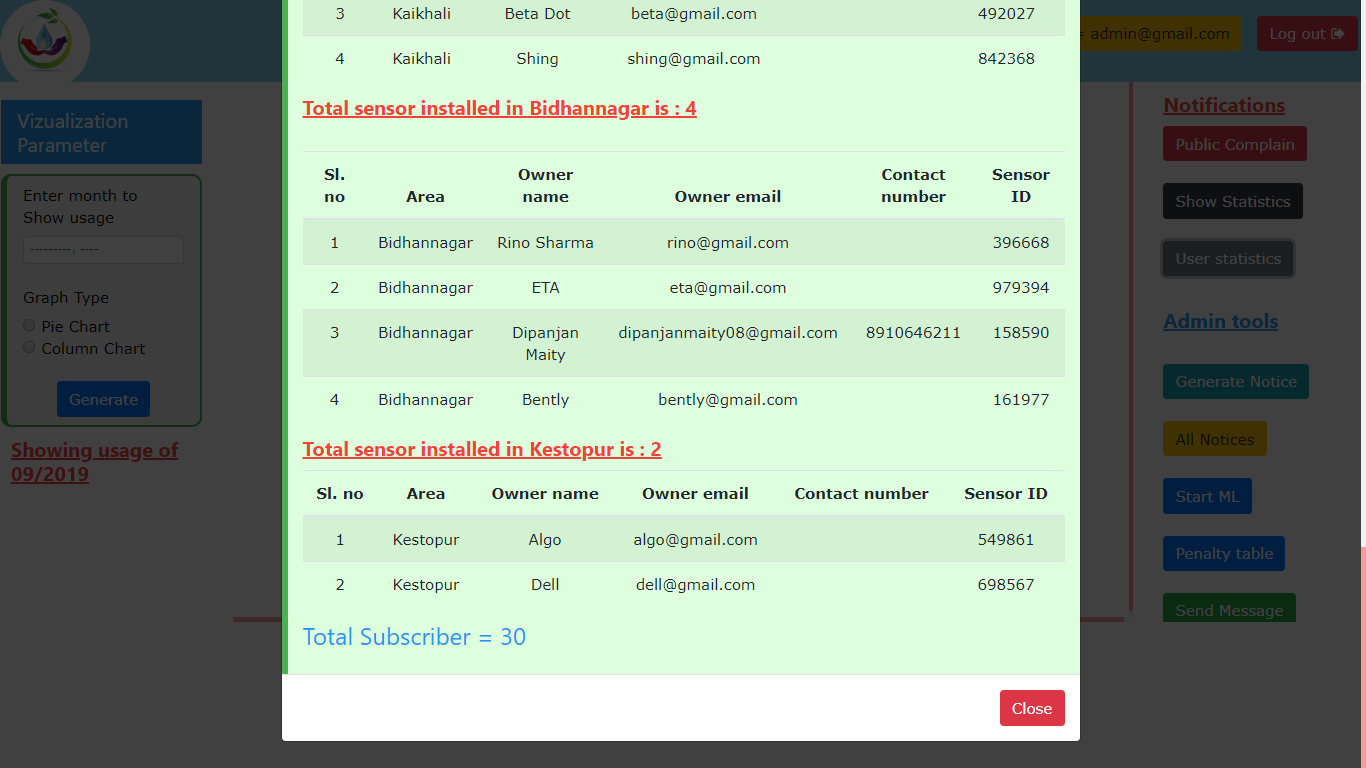 = admin@gmail.com
Log out
Vizualization
Parameter
Enter month to
Show usage
---------, ----
Graph Type
Pie Chart
Column Chart
Generate
Showing usage of
09/2019
3 Kaikhali Beta Dot beta@gmail.com 492027
4 Kaikhali Shing shing@gmail.com 842368
Total sensor installed in Bidhannagar is : 4
Sl. no Area Owner name Owner email Contact number Sensor ID
1 Bidhannagar Rino Sharma rino@gmail.com 396668
2 Bidhannagar ETA eta@gmail.com 979394
3 Bidhannagar Dipanjan Maity dipanjanmaity08@gmail.com 8910646211 158590
4 Bidhannagar Bently bently@gmail.com 161977
Total sensor installed in Kestopur is : 2
Sl. no Area Owner name Owner email Contact number Sensor ID
1 Kestopur Algo algo@gmail.com 549861
2 Kestopur Dell dell@gmail.com 698567
Total Subscriber = 30
Close
Notifications
Public Complain
Show Statistics
User statistics
Admin tools
Generate Notice
All Notices
Start ML
Penalty table
Send Message